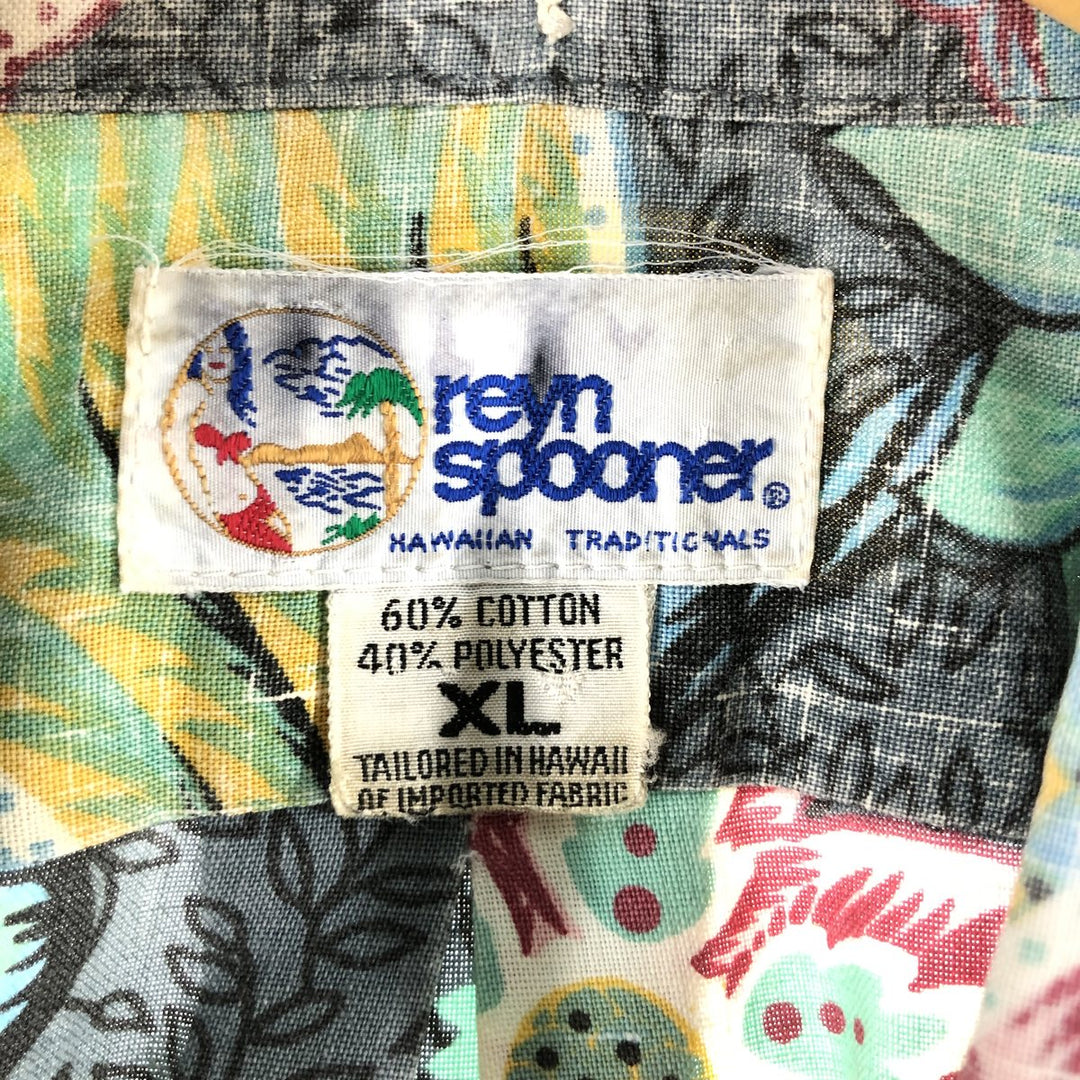 reyn
spooner®
HAWAIIAN TRADITIONALS
60% COTTON
40% POLYESTER
XL
TAILORED IN HAWAII
OF IMPORTED FABRIC